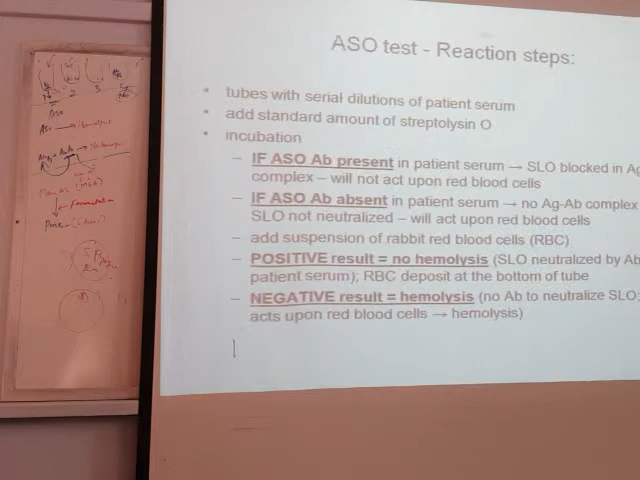 ASO test - Reaction steps:
• tubes with serial dilutions of patient serum
• add standard amount of streptolysin O
• incubation
– IF ASO Ab present in patient serum → SLO blocked in Ag
complex – will not act upon red blood cells
– IF ASO Ab absent in patient serum → no Ag-Ab complex
SLO not neutralized – will act upon red blood cells
– add suspension of rabbit red blood cells (RBC)
– POSITIVE result = no hemolysis (SLO neutralized by Ab
patient serum); RBC deposit at the bottom of tube
– NEGATIVE result = hemolysis (no Ab to neutralize SLO;
acts upon red blood cells → hemolysis)
2
3
ASO